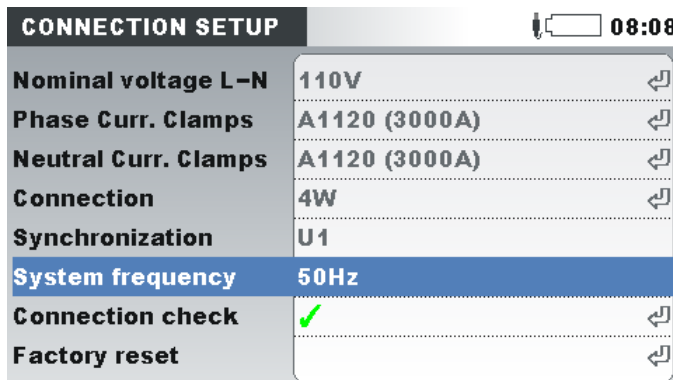 CONNECTION SETUP 08:08
Nominal voltage L-N 110V
Phase Curr. Clamps A1120 (3000A)
Neutral Curr. Clamps A1120 (3000A)
Connection 4W
Synchronization U1
System frequency 50Hz
Connection check
Factory reset